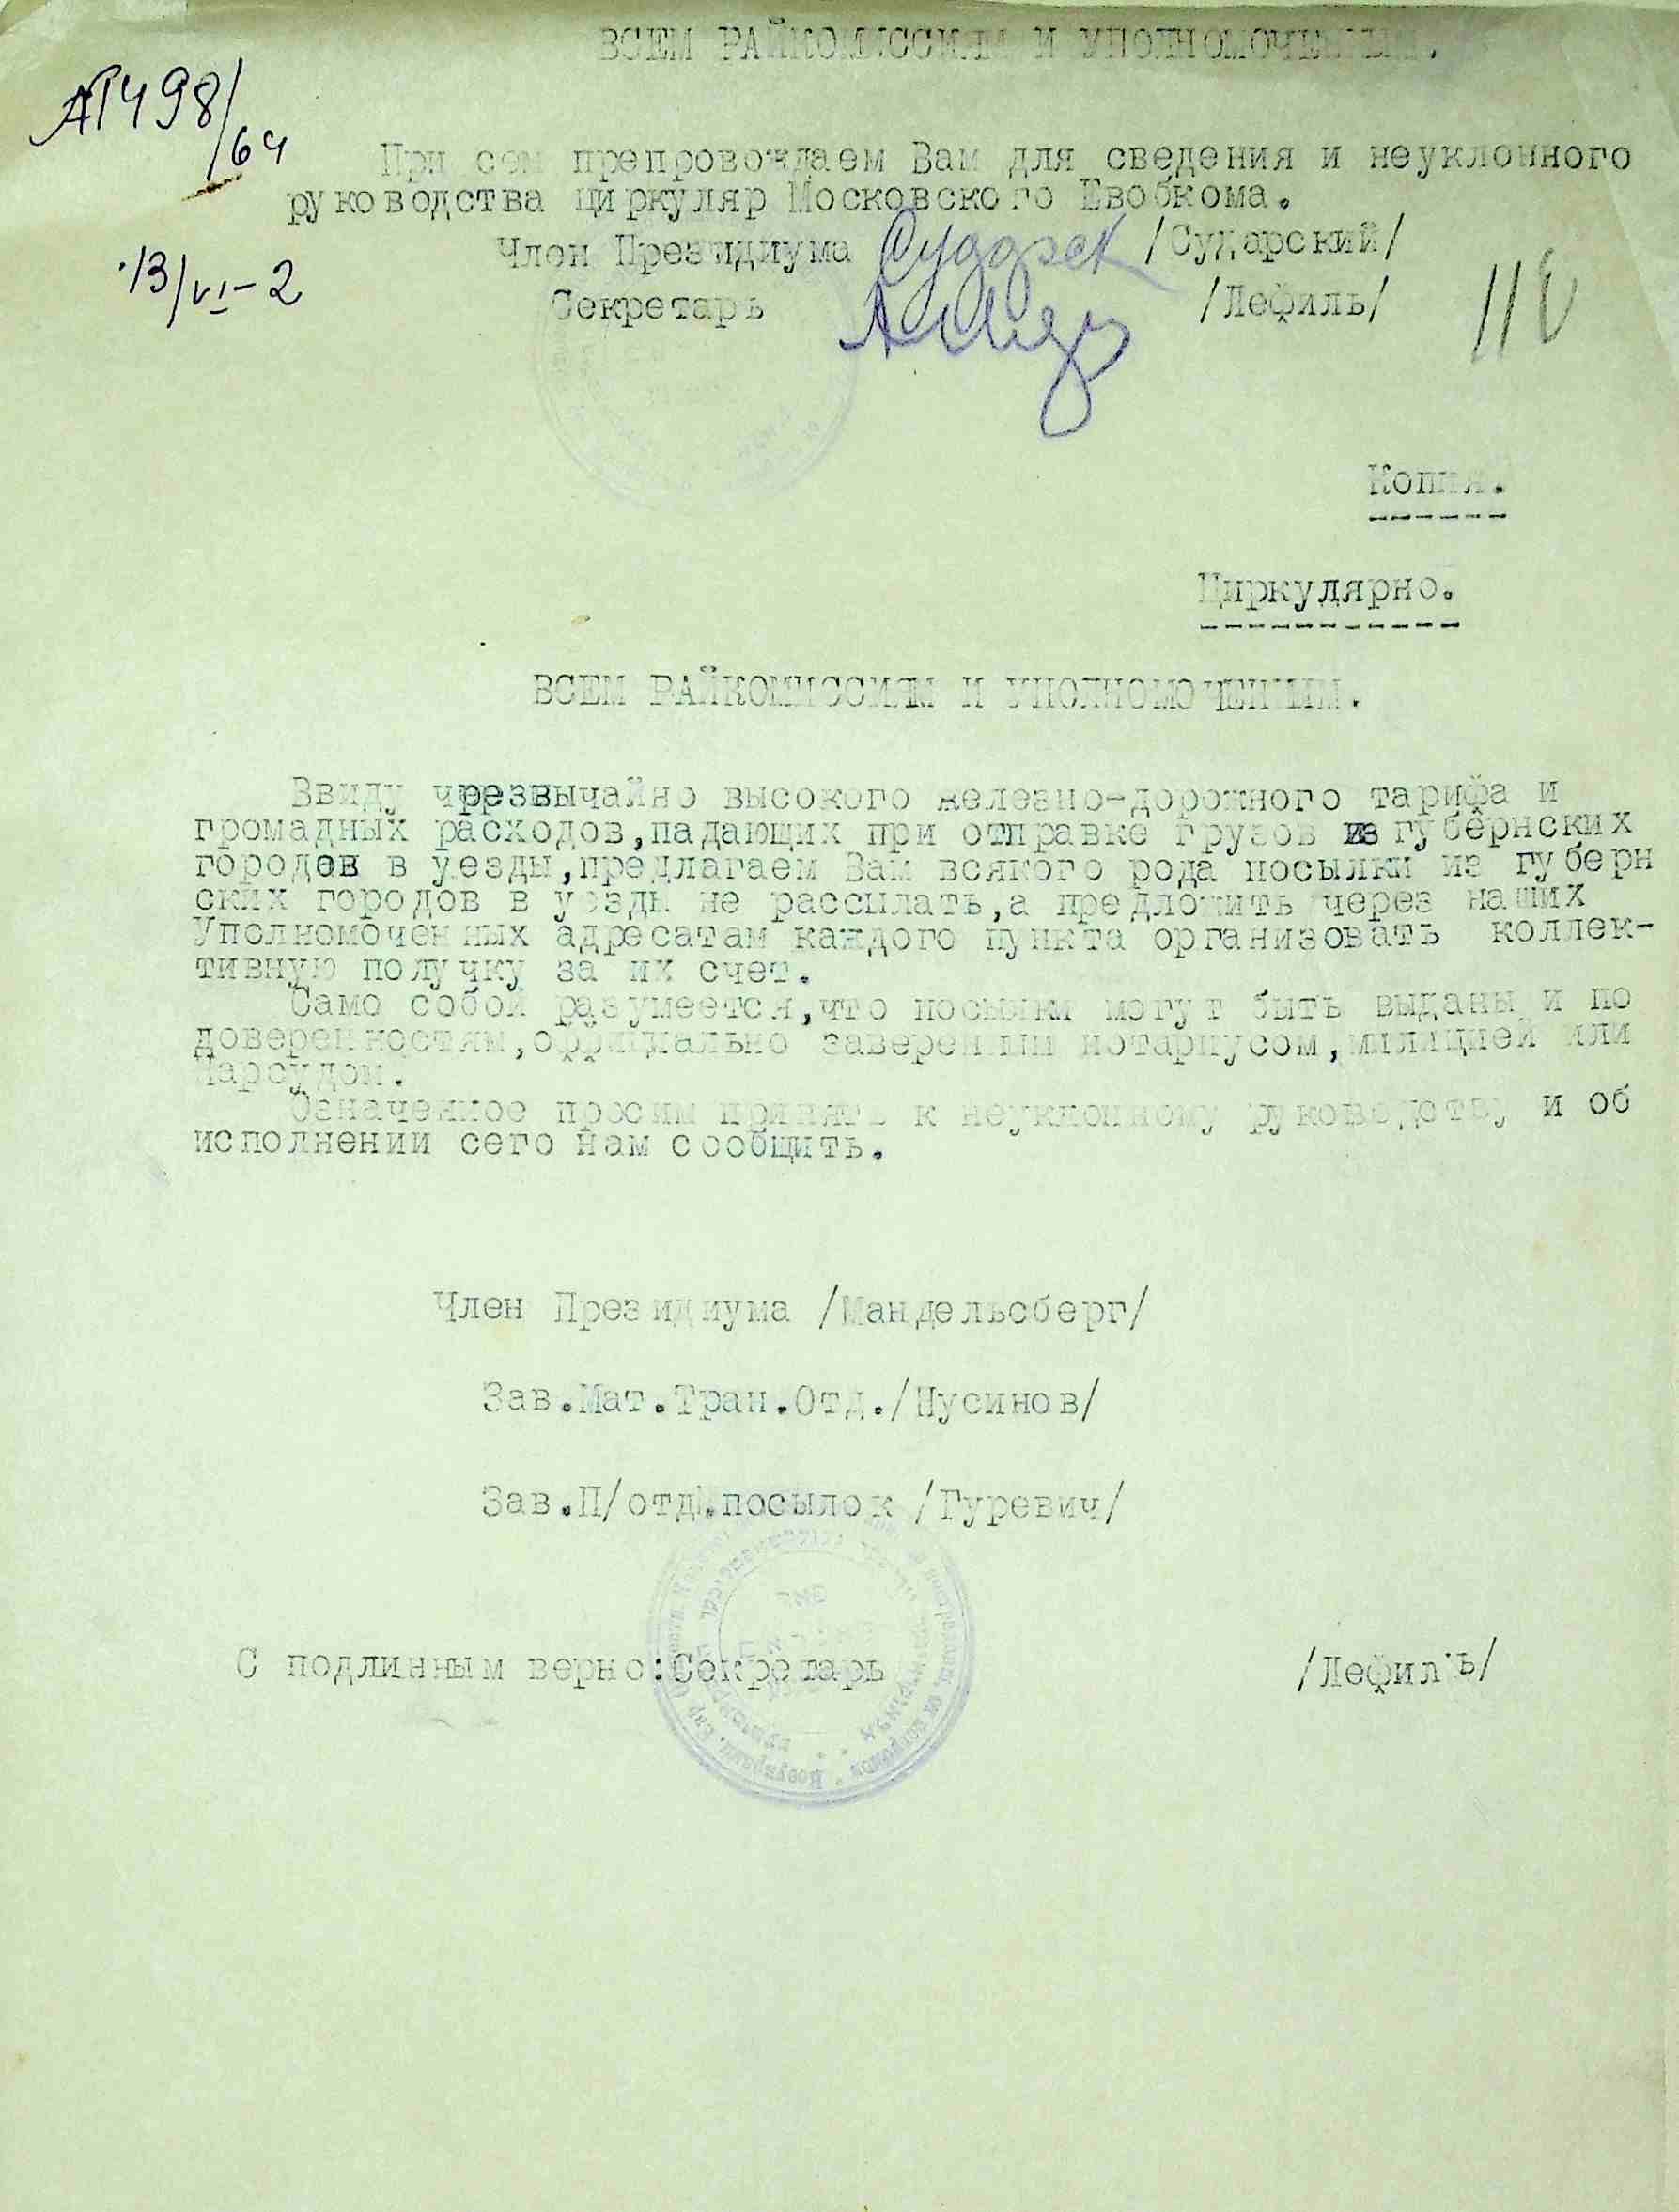 ВСЕМ РАЙКОМИССИЯМ И УПОЛНОМОЧЕННЫМ.
1498/64
При сем препровождаем Вам для сведения и неуклонного
руководства циркуляр Московского Евобкома.
13/VI-2
Член Президиума /Сударский/
Секретарь /Лефиль/
Копия.
Циркулярно.
ВСЕМ РАЙКОМИССИЯМ И УПОЛНОМОЧЕННЫМ.
Ввиду чрезвычайно высокого железно-дорожного тарифа и
громадных расходов,падающих при отправке грузов из губернских
городов в уезды,предлагаем Вам всякого рода посылки из губерн
ских городов в уезды не рассылать,а предложить через наших
Уполномоченных адресатам каждого пункта организовать коллек-
тивную получку за их счет.
Само собой разумеется,что посылки могут быть выданы и по
доверенностям,официально заверенным нотариусом,милицией или
Нарсудом.
Означенное просим принять к неуклонному руководству и об
исполнении сего нам сообщить.
Член Президиума /Мандельсберг/
Зав.Мат.Тран.Отд./Нусинов/
Зав.П/отд.посылок /Гуревич/
С подлинным верно:Секретарь /Лефиль/